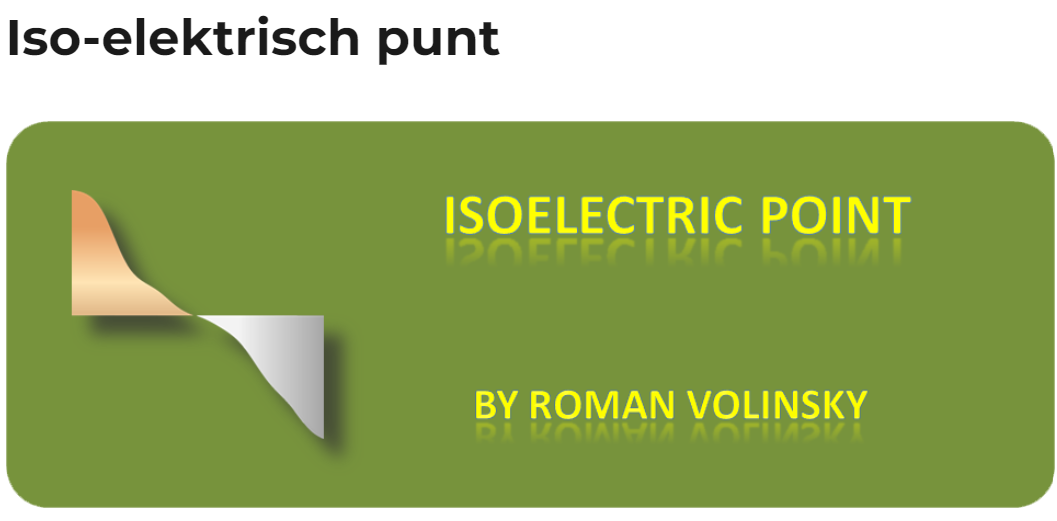 Iso-elektrisch punt
ISOELECTRIC POINT
BY ROMAN VOLINSKY